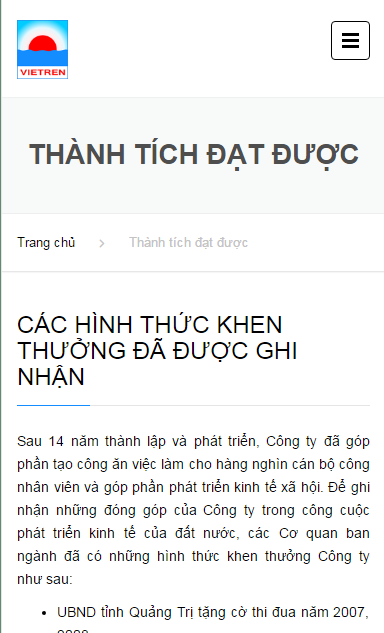 VIETREN
THÀNH TÍCH ĐẠT ĐƯỢC
Trang chủ › Thành tích đạt được
CÁC HÌNH THỨC KHEN
THƯỞNG ĐÃ ĐƯỢC GHI
NHẬN
Sau 14 năm thành lập và phát triển, Công ty đã góp
phần tạo công ăn việc làm cho hàng nghìn cán bộ công
nhân viên và góp phần phát triển kinh tế xã hội. Để ghi
nhận những đóng góp của Công ty trong công cuộc
phát triển kinh tế của đất nước, các Cơ quan ban
ngành đã có những hình thức khen thưởng Công ty
như sau:
• UBND tỉnh Quảng Trị tặng cờ thi đua năm 2007,